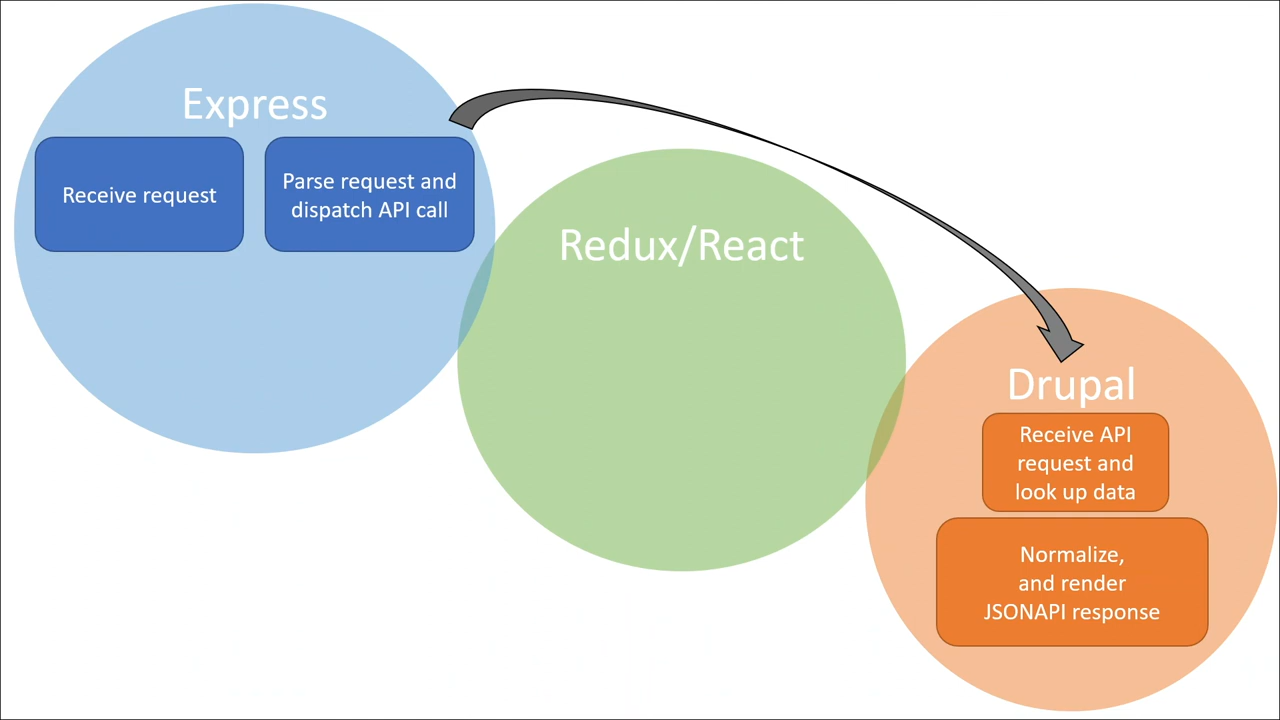 Express
Receive request
Parse request and
dispatch API call
Redux/React
Drupal
Receive API
request and
look up data
Normalize,
and render
JSONAPI response